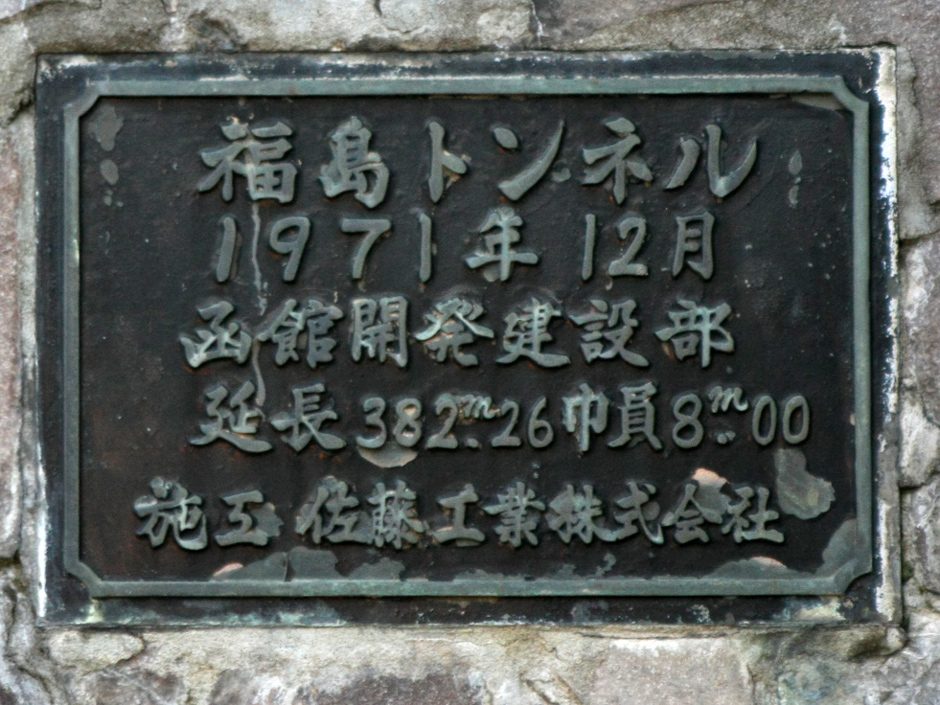 福島トンネル
1971年12月
函館開発建設部
延長382m.26巾員8m.00
施工 佐藤工業株式会社